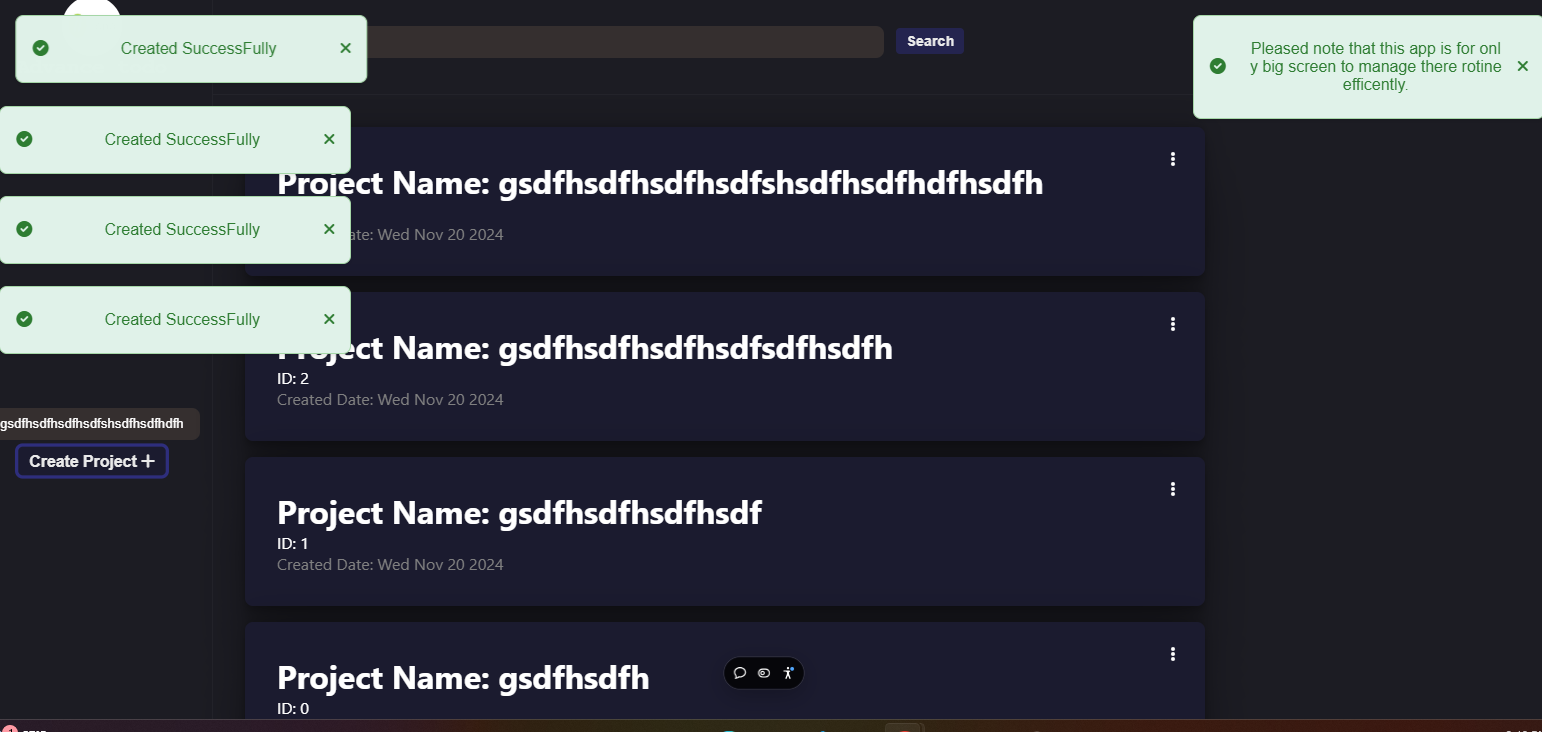 Created SuccessFully
Search
Pleased note that this app is for onl
y big screen to manage there rotine
efficently.
Created SuccessFully
Project Name: gsdfhsdfhsdfhsdfshsdfhsdfhdfhsdfh
Created SuccessFully
ate: Wed Nov 20 2024
Created SuccessFully
Project Name: gsdfhsdfhsdfhsdfsdfhsdfh
ID: 2
Created Date: Wed Nov 20 2024
gsdfhsdfhsdfhsdfshsdfhsdfhdfh
Create Project +
Project Name: gsdfhsdfhsdfhsdf
ID: 1
Created Date: Wed Nov 20 2024
Project Name: gsdfhsdfh
ID: 0